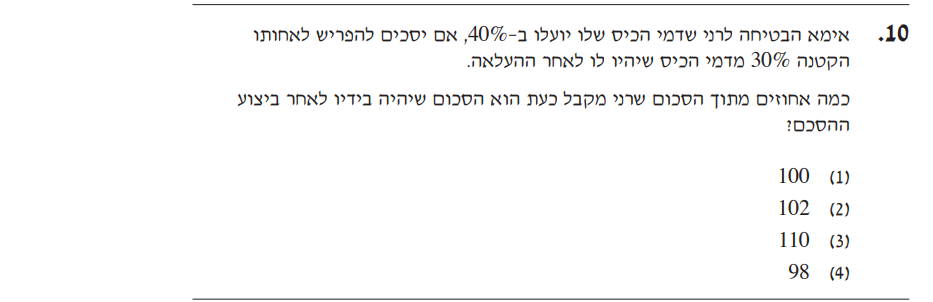 10. אימא הבטיחה לרני שדמי הכיס שלו יועלו ב-40%, אם יסכים להפריש לאחותו
הקטנה 30% מדמי הכיס שיהיו לו לאחר ההעלאה.
כמה אחוזים מתוך הסכום שרני מקבל כעת הוא הסכום שיהיה בידיו לאחר ביצוע
ההסכם?
(1) 100
(2) 102
(3) 110
(4) 98